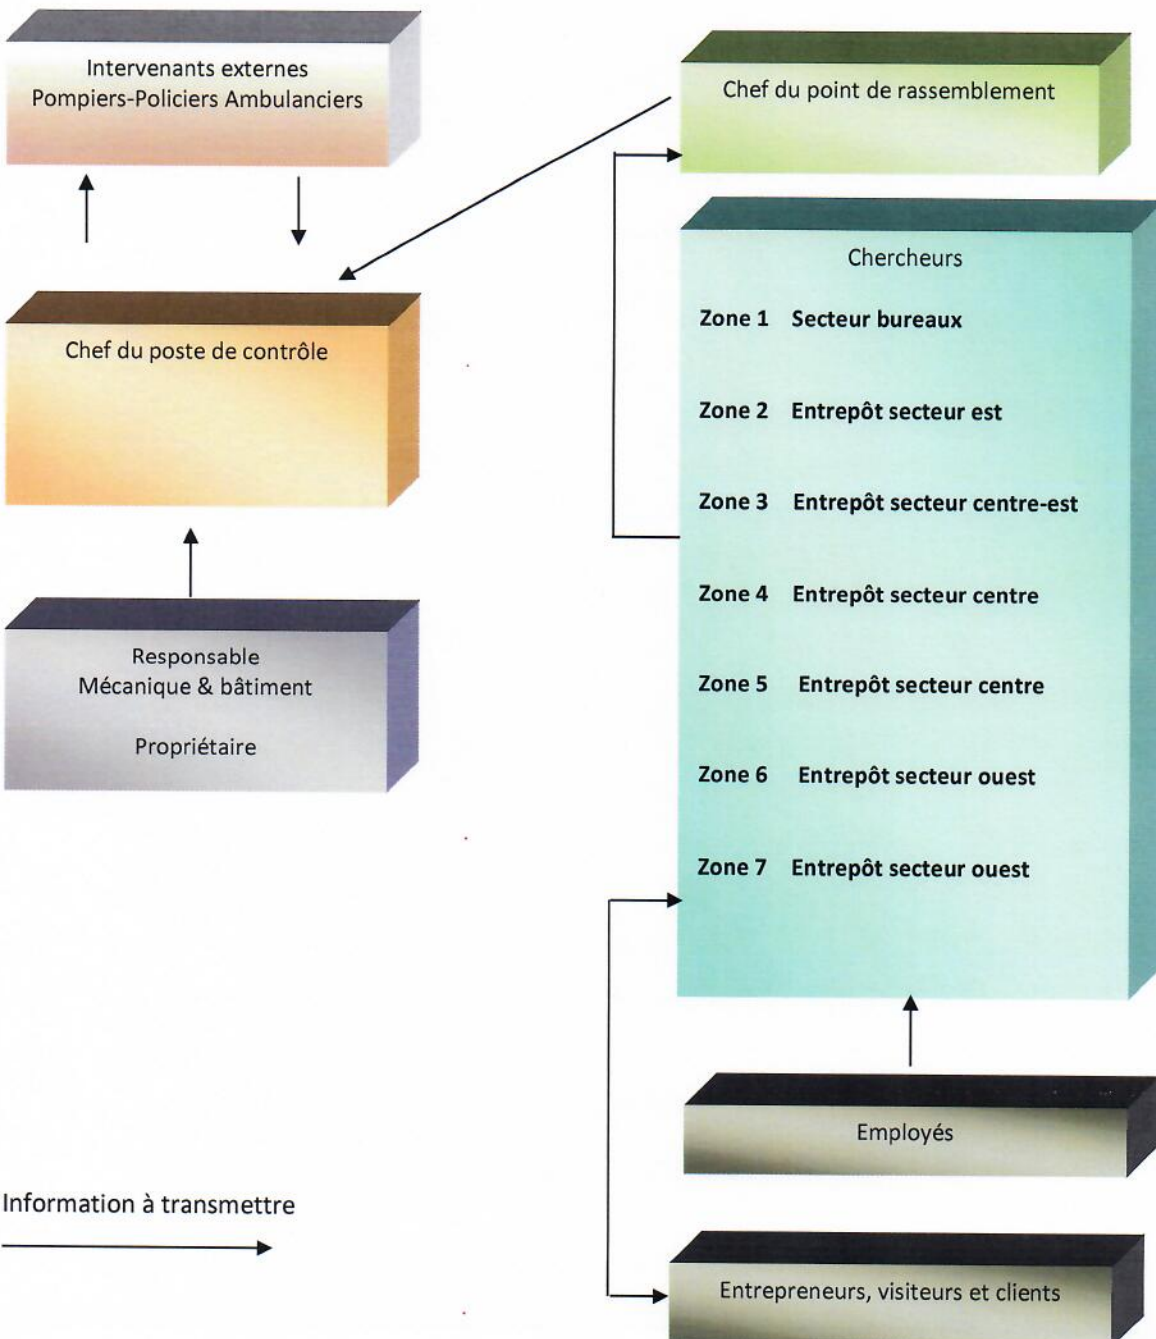 Intervenants externes
Pompiers-Policiers Ambulanciers
Chef du poste de contrôle
Responsable
Mécanique & bâtiment
Propriétaire
Information à transmettre
Chef du point de rassemblement
Chercheurs
Zone 1 Secteur bureaux
Zone 2 Entrepôt secteur est
Zone 3 Entrepôt secteur centre-est
Zone 4 Entrepôt secteur centre
Zone 5 Entrepôt secteur centre
Zone 6 Entrepôt secteur ouest
Zone 7 Entrepôt secteur ouest
Employés
Entrepreneurs, visiteurs et clients